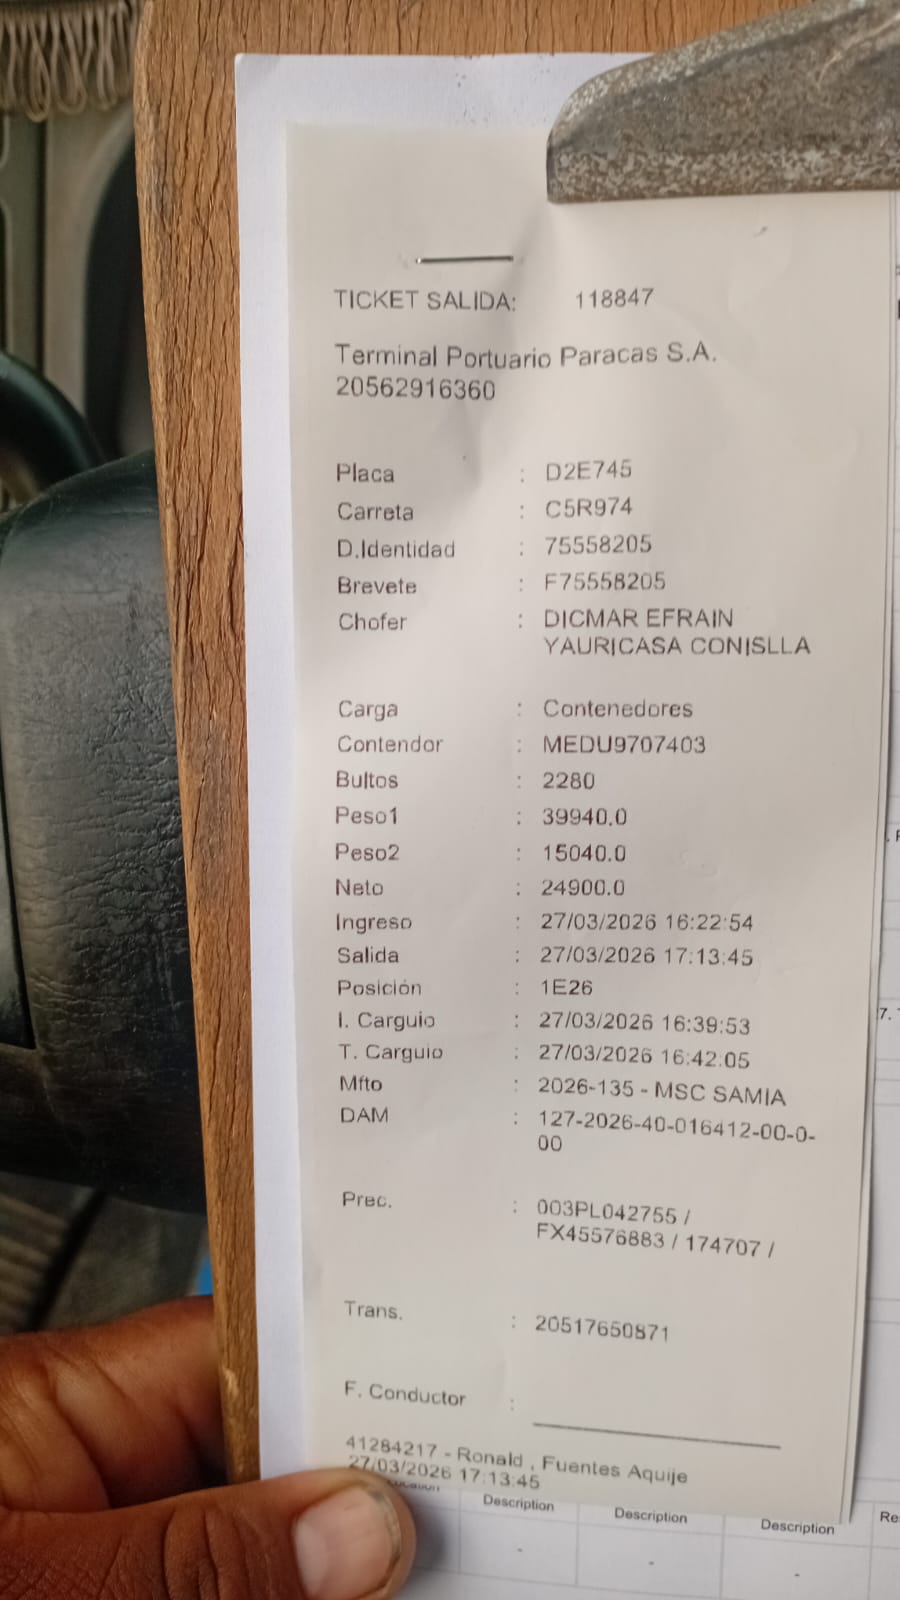 TICKET SALIDA: 118847
Terminal Portuario Paracas S.A.
20562916360
Placa : D2E745
Carreta : C5R974
D.Identidad : 75558205
Brevete : F75558205
Chofer : DICMAR EFRAIN
YAURICASA CONISLLA
Carga : Contenedores
Contendor : MEDU9707403
Bultos : 2280
Peso1 : 39940.0
Peso2 : 15040.0
Neto : 24900.0
Ingreso : 27/03/2026 16:22:54
Salida : 27/03/2026 17:13:45
Posición : 1E26
I. Carguio : 27/03/2026 16:39:53
T. Carguio : 27/03/2026 16:42:05
Mfto : 2026-135 - MSC SAMIA
DAM : 127-2026-40-016412-00-0-
00
Prec. : 003PL042755 /
FX45576883 / 174707 /
Trans. : 20517650871
F. Conductor :
41284217 - Ronald , Fuentes Aquije
27/03/2026 17:13:45
Description Description Description
- - -
7.